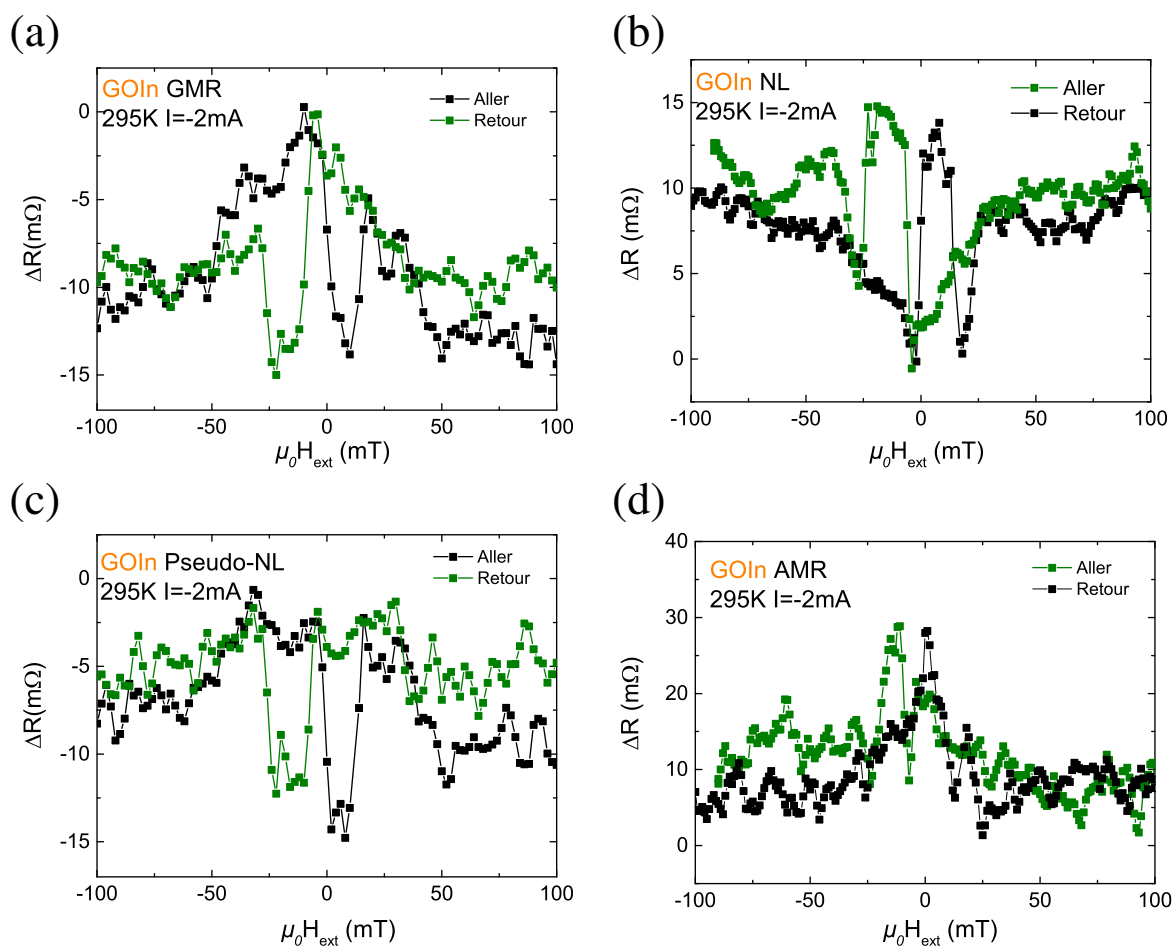 (a)
GOIn GMR
295K I=-2mA
Aller
Retour
0
-5
-10
-15
ΔR(mΩ)
-100 -50 0 50 100
μ₀Hₑₓₜ (mT)
(b)
GOIn NL
295K I=-2mA
Aller
Retour
15
10
5
0
ΔR (mΩ)
-100 -50 0 50 100
μ₀Hₑₓₜ (mT)
(c)
GOIn Pseudo-NL
295K I=-2mA
Aller
Retour
0
-5
-10
-15
ΔR(mΩ)
-100 -50 0 50 100
μ₀Hₑₓₜ (mT)
(d)
GOIn AMR
295K I=-2mA
Aller
Retour
40
30
20
10
0
ΔR (mΩ)
-100 -50 0 50 100
μ₀Hₑₓₜ (mT)